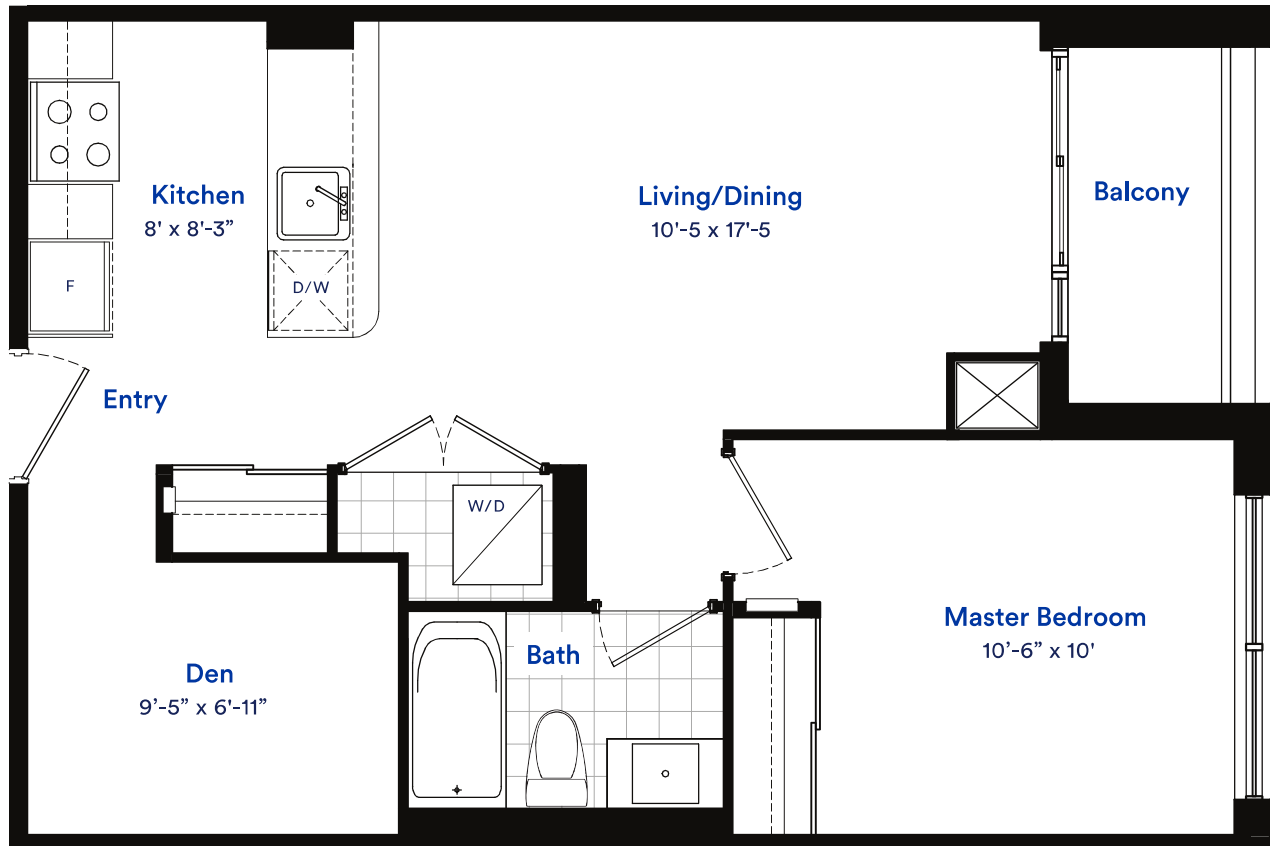 Kitchen
8' x 8'-3”
Living/Dining
10'-5 x 17'-5
Balcony
F
D/W
Entry
W/D
Master Bedroom
10’-6” x 10'
Bath
Den
9’-5” x 6'-11”